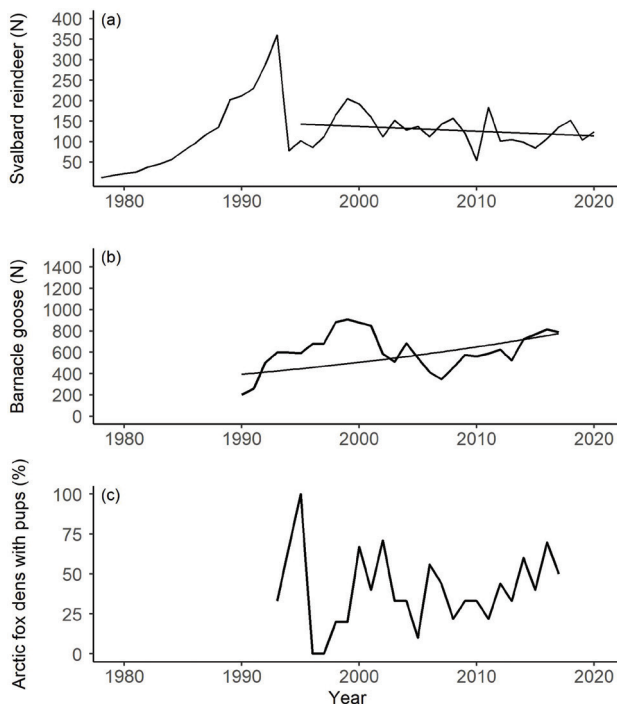 (a)
Svalbard reindeer (N)
400
350
300
250
200
150
100
50
1980 1990 2000 2010 2020
(b)
Barnacle goose (N)
1400
1200
1000
800
600
400
200
0
1980 1990 2000 2010 2020
(c)
Arctic fox dens with pups (%)
100
75
50
25
0
1980 1990 2000 2010 2020
Year